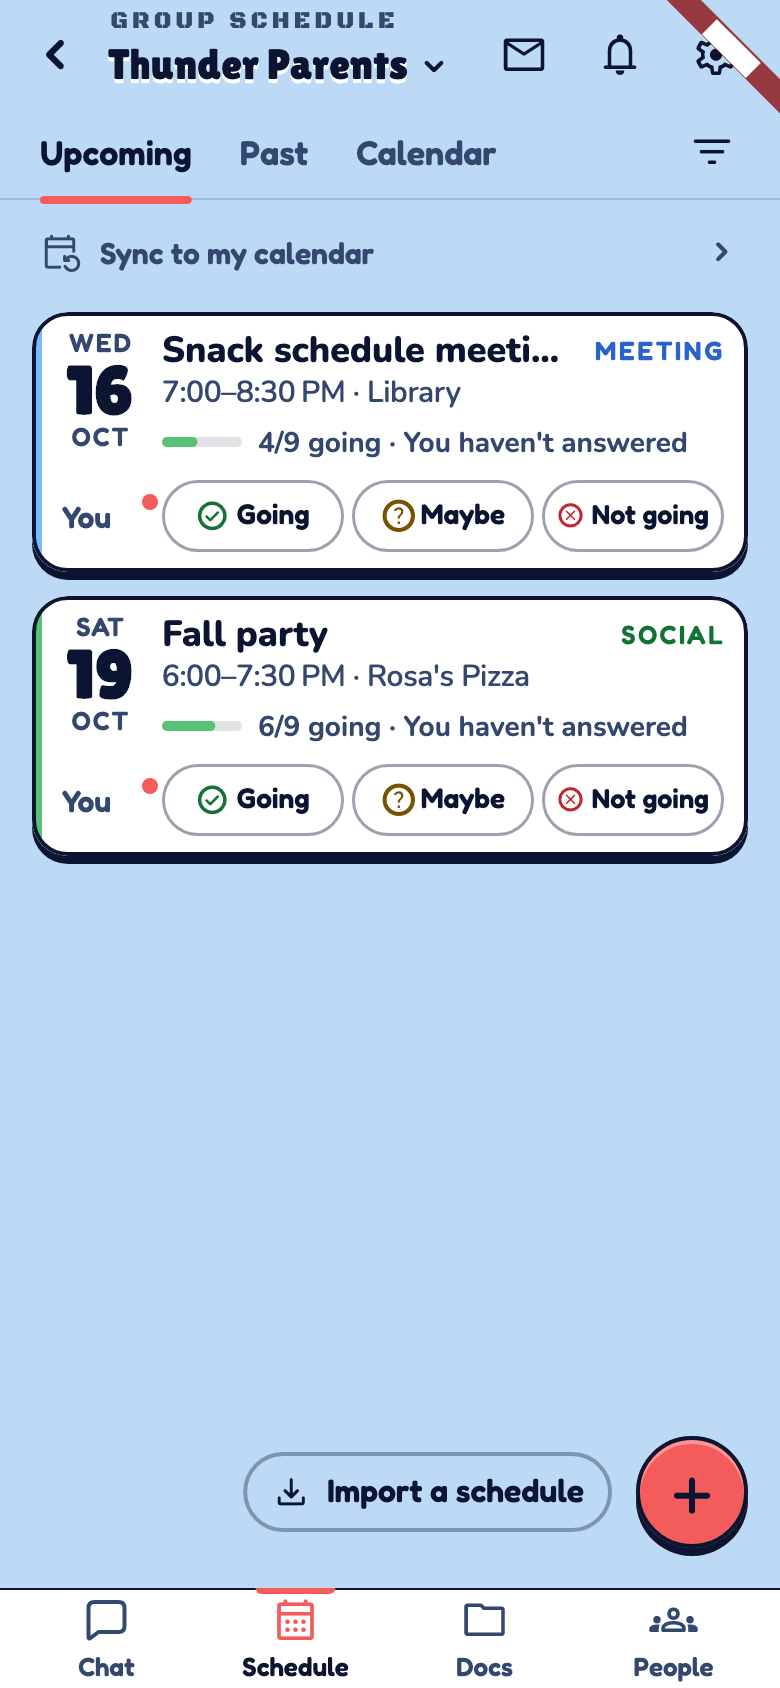 GROUP SCHEDULE
Thunder Parents
Upcoming
Past
Calendar
Sync to my calendar
WED
16
OCT
Snack schedule meeti...
MEETING
7:00–8:30 PM · Library
4/9 going · You haven't answered
You
Going
Maybe
Not going
SAT
19
OCT
Fall party
SOCIAL
6:00–7:30 PM · Rosa's Pizza
6/9 going · You haven't answered
You
Going
Maybe
Not going
Import a schedule
Chat
Schedule
Docs
People